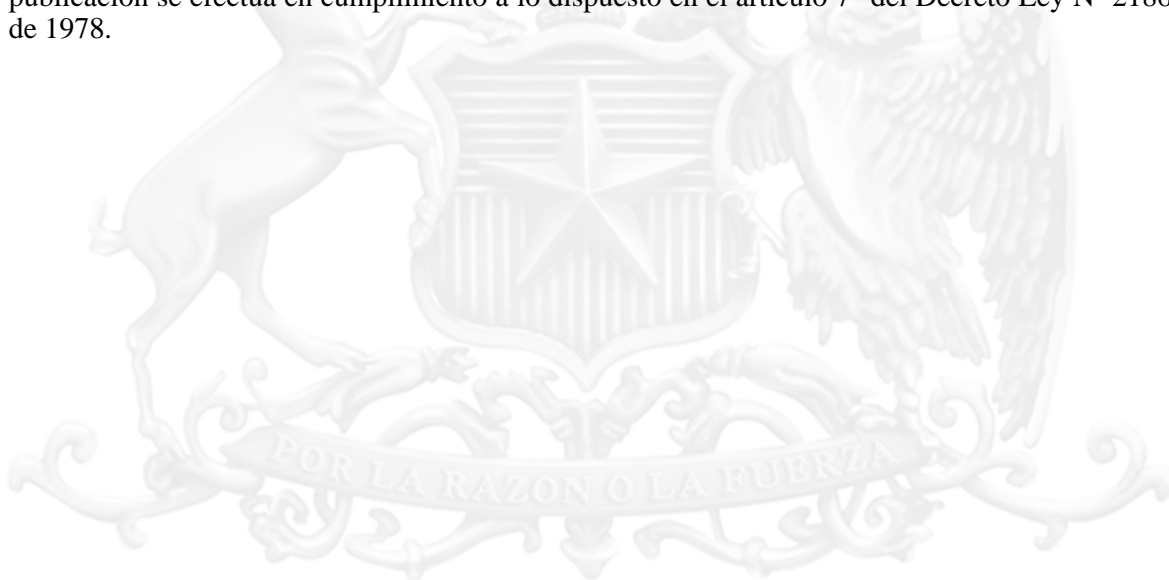 publicación se efectúa en cumplimiento a lo dispuesto en el artículo 7° del Decreto Ley N° 2186
de 1978.
POR LA RAZON O LA FUERZA